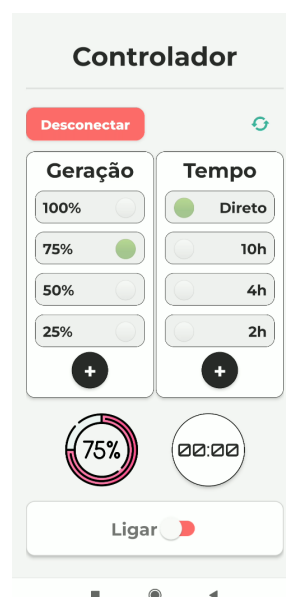 Controlador
Desconectar
Geração
100%
75%
50%
25%
+
Tempo
Direto
10h
4h
2h
+
75%
00:00
Ligar